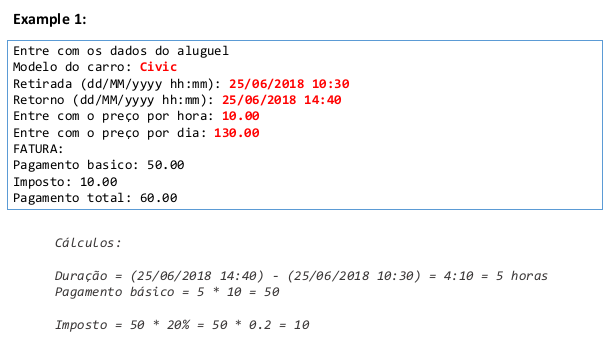 Example 1:
Entre com os dados do aluguel
Modelo do carro: Civic
Retirada (dd/MM/yyyy hh:mm): 25/06/2018 10:30
Retorno (dd/MM/yyyy hh:mm): 25/06/2018 14:40
Entre com o preço por hora: 10.00
Entre com o preço por dia: 130.00
FATURA:
Pagamento basico: 50.00
Imposto: 10.00
Pagamento total: 60.00
Cálculos:
Duração = (25/06/2018 14:40) - (25/06/2018 10:30) = 4:10 = 5 horas
Pagamento básico = 5 * 10 = 50
Imposto = 50 * 20% = 50 * 0.2 = 10